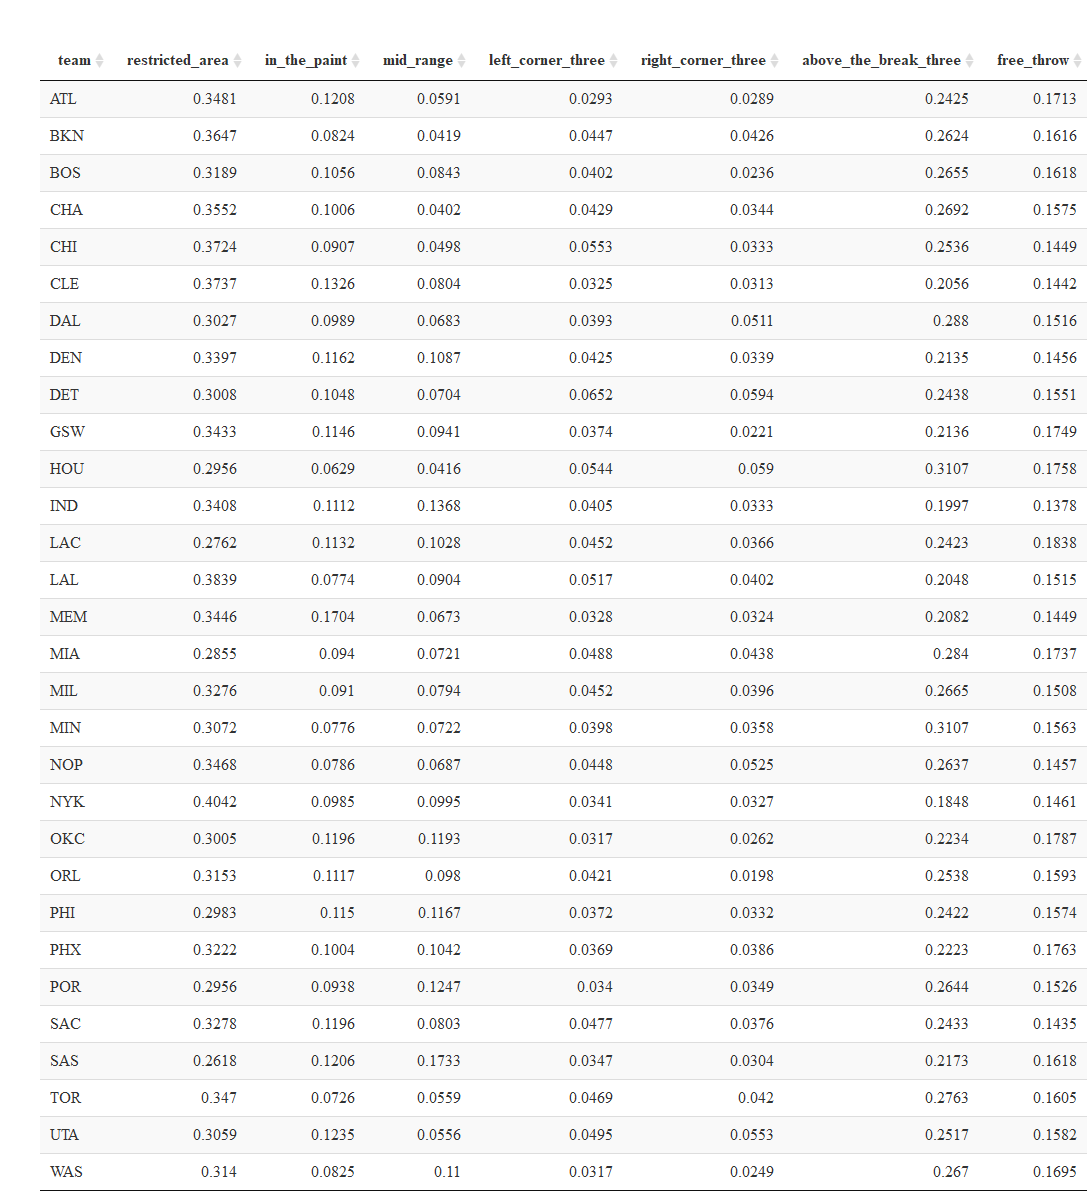 team restricted_area in_the_paint mid_range left_corner_three right_corner_three above_the_break_three free_throw
ATL 0.3481 0.1208 0.0591 0.0293 0.0289 0.2425 0.1713
BKN 0.3647 0.0824 0.0419 0.0447 0.0426 0.2624 0.1616
BOS 0.3189 0.1056 0.0843 0.0402 0.0236 0.2655 0.1618
CHA 0.3552 0.1006 0.0402 0.0429 0.0344 0.2692 0.1575
CHI 0.3724 0.0907 0.0498 0.0553 0.0333 0.2536 0.1449
CLE 0.3737 0.1326 0.0804 0.0325 0.0313 0.2056 0.1442
DAL 0.3027 0.0989 0.0683 0.0393 0.0511 0.288 0.1516
DEN 0.3397 0.1162 0.1087 0.0425 0.0339 0.2135 0.1456
DET 0.3008 0.1048 0.0704 0.0652 0.0594 0.2438 0.1551
GSW 0.3433 0.1146 0.0941 0.0374 0.0221 0.2136 0.1749
HOU 0.2956 0.0629 0.0416 0.0544 0.059 0.3107 0.1758
IND 0.3408 0.1112 0.1368 0.0405 0.0333 0.1997 0.1378
LAC 0.2762 0.1132 0.1028 0.0452 0.0366 0.2423 0.1838
LAL 0.3839 0.0774 0.0904 0.0517 0.0402 0.2048 0.1515
MEM 0.3446 0.1704 0.0673 0.0328 0.0324 0.2082 0.1449
MIA 0.2855 0.094 0.0721 0.0488 0.0438 0.284 0.1737
MIL 0.3276 0.091 0.0794 0.0452 0.0396 0.2665 0.1508
MIN 0.3072 0.0776 0.0722 0.0398 0.0358 0.3107 0.1563
NOP 0.3468 0.0786 0.0687 0.0448 0.0525 0.2637 0.1457
NYK 0.4042 0.0985 0.0995 0.0341 0.0327 0.1848 0.1461
OKC 0.3005 0.1196 0.1193 0.0317 0.0262 0.2234 0.1787
ORL 0.3153 0.1117 0.098 0.0421 0.0198 0.2538 0.1593
PHI 0.2983 0.115 0.1167 0.0372 0.0332 0.2422 0.1574
PHX 0.3222 0.1004 0.1042 0.0369 0.0386 0.2223 0.1763
POR 0.2956 0.0938 0.1247 0.034 0.0349 0.2644 0.1526
SAC 0.3278 0.1196 0.0803 0.0477 0.0376 0.2433 0.1435
SAS 0.2618 0.1206 0.1733 0.0347 0.0304 0.2173 0.1618
TOR 0.347 0.0726 0.0559 0.0469 0.042 0.2763 0.1605
UTA 0.3059 0.1235 0.0556 0.0495 0.0553 0.2517 0.1582
WAS 0.314 0.0825 0.11 0.0317 0.0249 0.267 0.1695